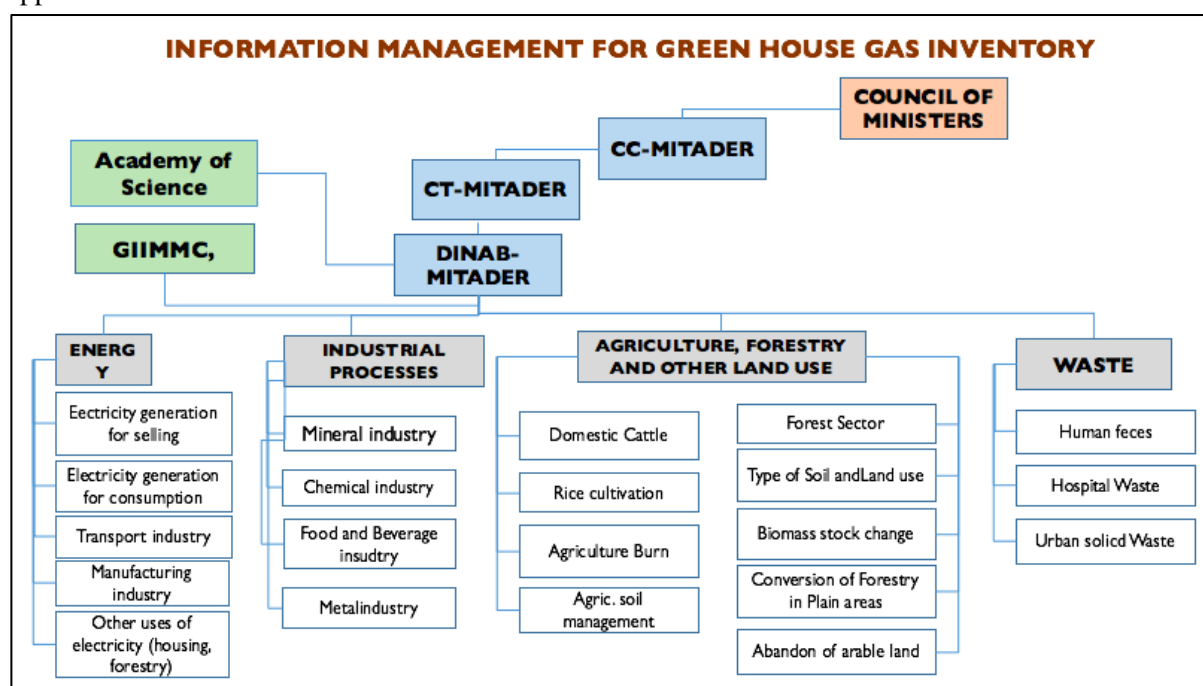 INFORMATION MANAGEMENT FOR GREEN HOUSE GAS INVENTORY
COUNCIL OF
MINISTERS
CC-MITADER
Academy of
Science
CT-MITADER
GIIMMC,
DINAB-
MITADER
ENERG
Y
Eectricity generation
for selling
Electricity generation
for consumption
Transport industry
Manufacturing
industry
Other uses of
electricity (housing,
forestry)
INDUSTRIAL
PROCESSES
Mineral industry
Chemical industry
Food and Beverage
insudtry
Metalindustry
AGRICULTURE, FORESTRY
AND OTHER LAND USE
Domestic Cattle
Rice cultivation
Agriculture Burn
Agric. soil
management
Forest Sector
Type of Soil andLand use
Biomass stock change
Conversion of Forestry
in Plain areas
Abandon of arable land
WASTE
Human feces
Hospital Waste
Urban solicd Waste